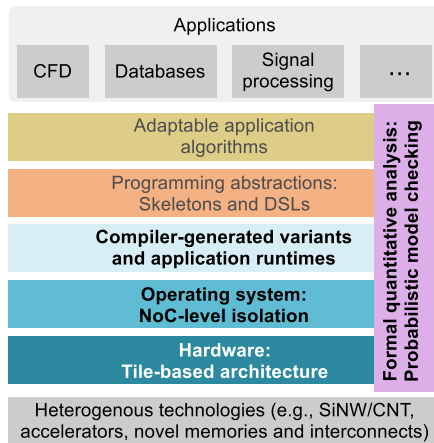 Applications
CFD
Databases
Signal
processing
...
Adaptable application
algorithms
Programming abstractions:
Skeletons and DSLs
Compiler-generated variants
and application runtimes
Operating system:
NoC-level isolation
Hardware:
Tile-based architecture
Formal quantitative analysis:
Probabilistic model checking
Heterogenous technologies (e.g., SiNW/CNT,
accelerators, novel memories and interconnects)